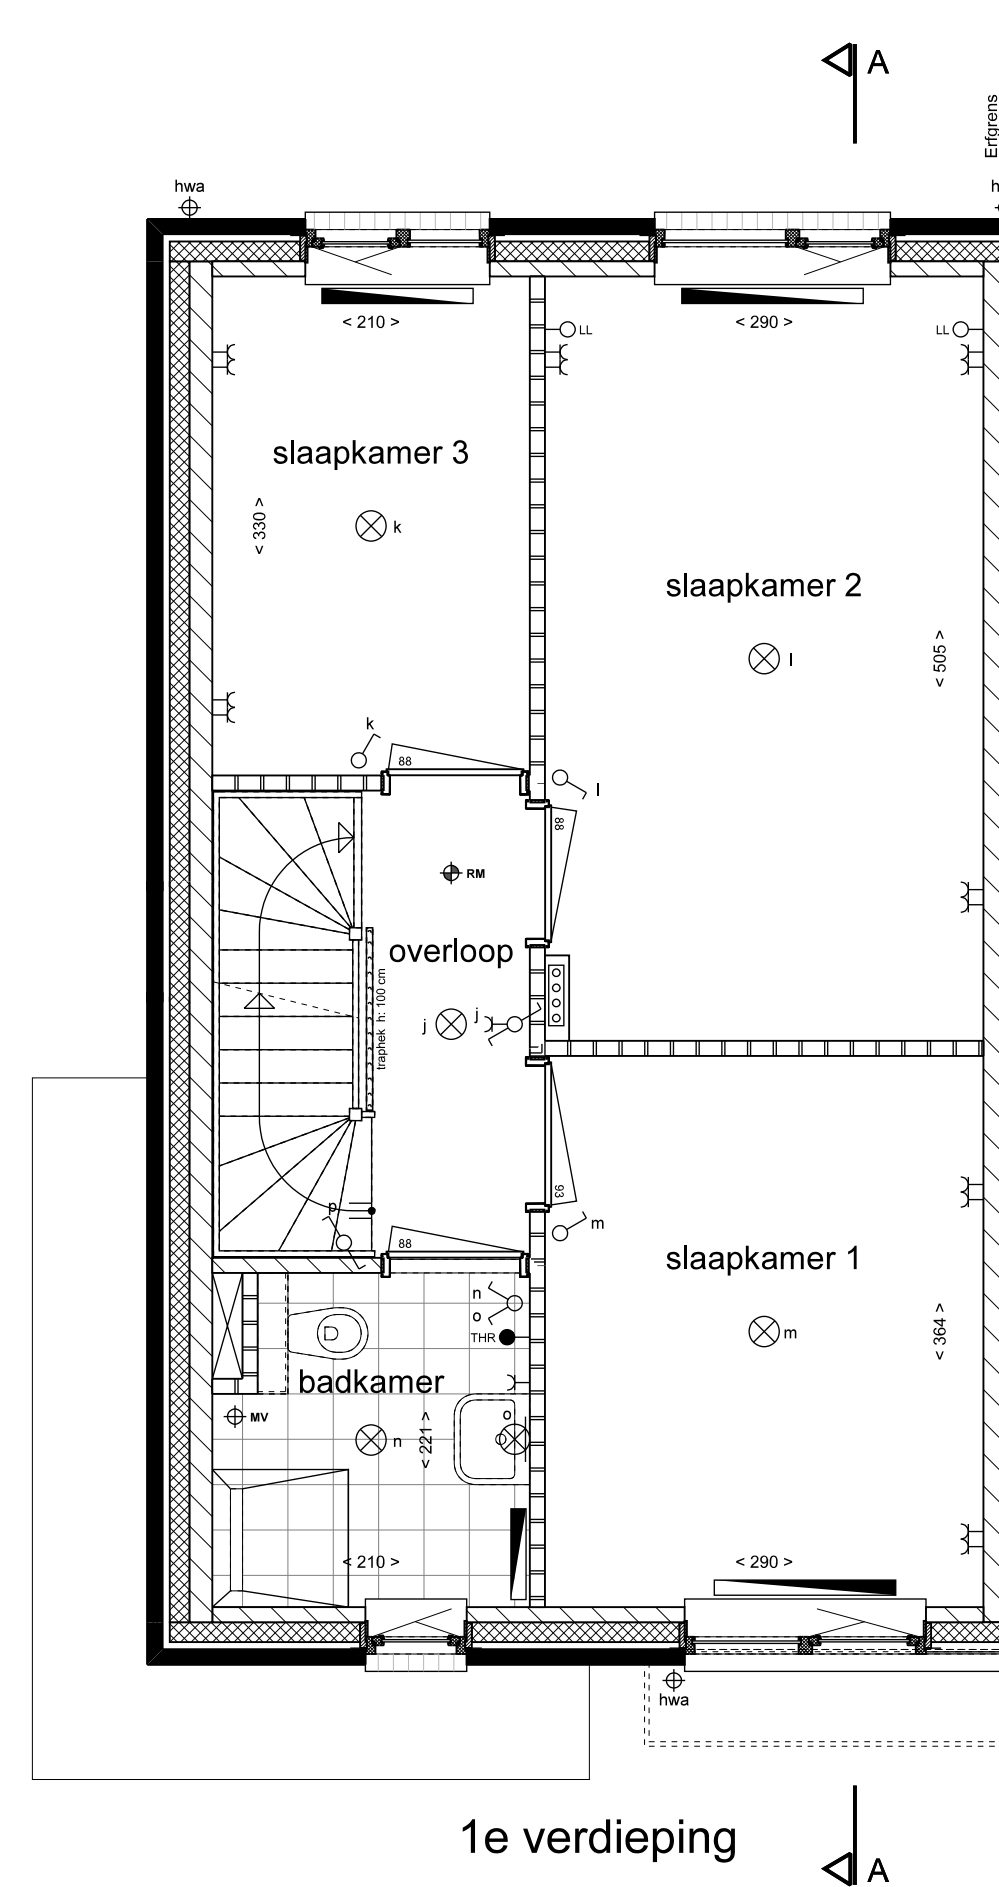 A
Erfgrens
hwa
h
< 210 >
< 290 >
LL
LL
slaapkamer 3
k
< 330 >
slaapkamer 2
l
< 505 >
k
88
l
88
RM
overloop
traphek h: 100 cm
j
j
p
88
93
m
slaapkamer 1
m
< 364 >
n
o
THR
badkamer
MV
n
< 221 >
o
< 210 >
< 290 >
hwa
1e verdieping
A